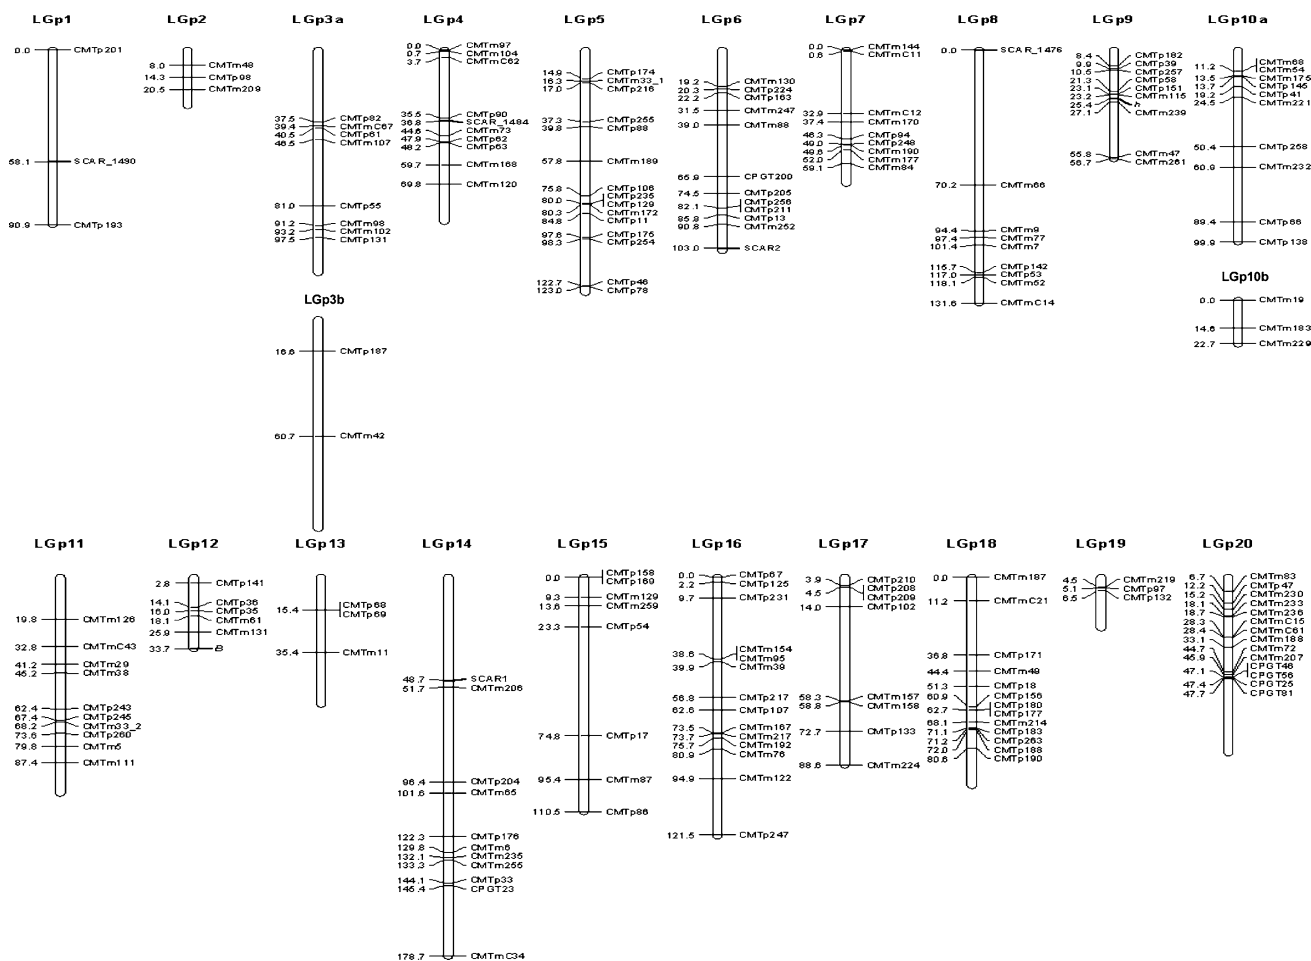 LGp1
0.0 CMTp201
58.1 SCAR_1490
90.9 CMTp193
LGp2
8.0 CMTm48
14.3 CMTp98
20.5 CMTm209
LGp3a
37.5 CMTp82
39.4 CMTmC67
40.5 CMTp61
46.5 CMTm107
81.0 CMTp55
91.2 CMTm98
93.2 CMTm102
97.5 CMTp131
LGp3b
16.6 CMTp187
60.7 CMTm42
LGp4
0.0 CMTm97
0.7 CMTm104
3.7 CMTmC62
35.5 CMTp90
36.8 SCAR_1484
44.6 CMTm73
47.9 CMTp62
48.2 CMTp63
59.7 CMTm168
69.8 CMTm120
LGp5
14.9 CMTp174
16.3 CMTm33_1
17.0 CMTp216
37.3 CMTp255
39.8 CMTp88
57.8 CMTm189
75.8 CMTp106
80.0 CMTp235
CMTp129
80.3 CMTm172
84.8 CMTp11
97.6 CMTp175
98.3 CMTp254
122.7 CMTp46
123.0 CMTp78
LGp6
19.2 CMTm130
20.3 CMTp224
22.2 CMTp163
31.5 CMTm247
39.0 CMTm88
65.9 CPGT200
74.5 CMTp205
82.1 CMTp256
CMTp211
85.8 CMTp13
90.8 CMTm252
103.0 SCAR2
LGp7
0.0 CMTm144
0.6 CMTmC11
32.9 CMTmC12
37.4 CMTm170
46.3 CMTp94
49.0 CMTp248
49.6 CMTm190
52.0 CMTm177
59.1 CMTm84
LGp8
0.0 SCAR_1476
70.2 CMTm66
94.4 CMTm9
97.4 CMTm77
101.4 CMTm7
115.7 CMTp142
117.0 CMTp53
118.1 CMTm52
131.6 CMTmC14
LGp9
8.4 CMTp182
9.9 CMTp39
10.5 CMTp257
21.3 CMTp58
23.1 CMTp151
23.2 CMTm115
25.4 h
27.1 CMTm239
55.8 CMTm47
56.7 CMTm261
LGp10a
11.2 CMTm68
CMTm54
13.5 CMTm175
13.7 CMTp145
19.2 CMTp41
24.5 CMTm221
50.4 CMTp258
60.9 CMTm232
89.4 CMTp66
99.9 CMTp138
LGp10b
0.0 CMTm19
14.6 CMTm183
22.7 CMTm229
LGp11
19.8 CMTm126
32.8 CMTmC43
41.2 CMTm29
45.2 CMTm38
62.4 CMTp243
67.4 CMTp245
68.2 CMTm33_2
73.6 CMTp260
79.8 CMTm5
87.4 CMTm111
LGp12
2.8 CMTp141
14.1 CMTp36
16.0 CMTp35
18.1 CMTm61
25.9 CMTm131
33.7 B
LGp13
15.4 CMTp68
CMTp69
35.4 CMTm11
LGp14
48.7 SCAR1
51.7 CMTm206
96.4 CMTp204
101.6 CMTm65
122.3 CMTp176
129.8 CMTm6
132.1 CMTm235
133.3 CMTm255
144.1 CMTp33
145.4 CPGT23
178.7 CMTmC34
LGp15
0.0 CMTp158
CMTp169
9.3 CMTm129
13.6 CMTm259
23.3 CMTp54
74.8 CMTp17
95.4 CMTm87
110.5 CMTp86
LGp16
0.0 CMTp67
2.2 CMTp125
9.7 CMTp231
38.6 CMTm154
CMTm95
39.9 CMTm39
56.8 CMTp217
62.6 CMTp107
73.5 CMTm167
73.7 CMTm217
75.7 CMTm192
80.9 CMTm76
94.9 CMTm122
121.5 CMTp247
LGp17
3.9 CMTp210
4.5 CMTp208
CMTp209
14.0 CMTp102
58.3 CMTm157
58.8 CMTm158
72.7 CMTp133
88.6 CMTm224
LGp18
0.0 CMTm187
11.2 CMTmC21
36.8 CMTp171
44.4 CMTm49
51.3 CMTp18
60.9 CMTp156
62.7 CMTp180
CMTp177
68.1 CMTm214
71.1 CMTp183
71.2 CMTp263
72.0 CMTp188
80.6 CMTp190
LGp19
4.5 CMTm219
5.1 CMTp97
6.5 CMTp132
LGp20
6.7 CMTm83
12.2 CMTp47
15.2 CMTm230
18.1 CMTm233
18.7 CMTm236
28.3 CMTmC15
28.4 CMTmC61
33.1 CMTm188
44.7 CMTm72
45.9 CMTm207
47.1 CPGT46
CPGT56
47.4 CPGT25
47.7 CPGT81